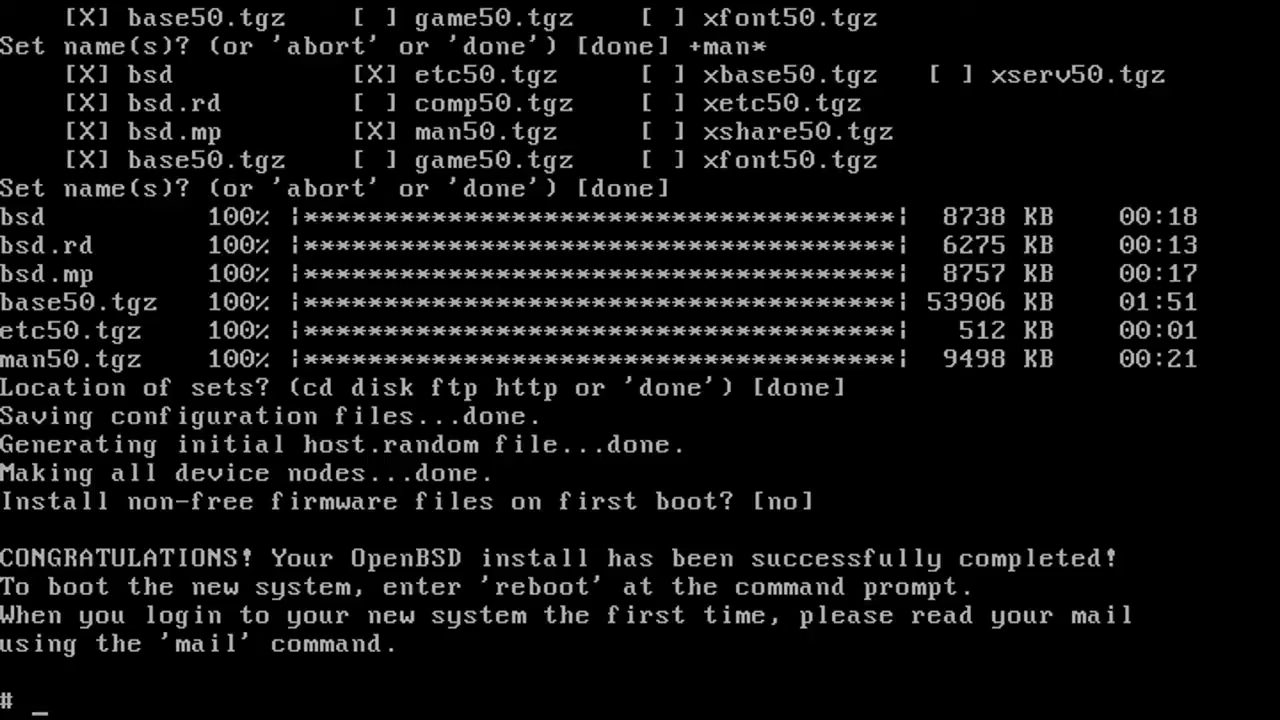 [X] base50.tgz    [ ] game50.tgz    [ ] xfont50.tgz
Set name(s)? (or 'abort' or 'done') [done] +man*
    [X] bsd           [X] etc50.tgz     [ ] xbase50.tgz   [ ] xserv50.tgz
    [X] bsd.rd        [ ] comp50.tgz    [ ] xetc50.tgz
    [X] bsd.mp        [X] man50.tgz     [ ] xshare50.tgz
    [X] base50.tgz    [ ] game50.tgz    [ ] xfont50.tgz
Set name(s)? (or 'abort' or 'done') [done]
bsd          100% |*************************************|  8738 KB    00:18
bsd.rd       100% |*************************************|  6275 KB    00:13
bsd.mp       100% |*************************************|  8757 KB    00:17
base50.tgz   100% |*************************************| 53906 KB    01:51
etc50.tgz    100% |*************************************|   512 KB    00:01
man50.tgz    100% |*************************************|  9498 KB    00:21
Location of sets? (cd disk ftp http or 'done') [done]
Saving configuration files...done.
Generating initial host.random file...done.
Making all device nodes...done.
Install non-free firmware files on first boot? [no]
CONGRATULATIONS! Your OpenBSD install has been successfully completed!
To boot the new system, enter 'reboot' at the command prompt.
When you login to your new system the first time, please read your mail
using the 'mail' command.
# _